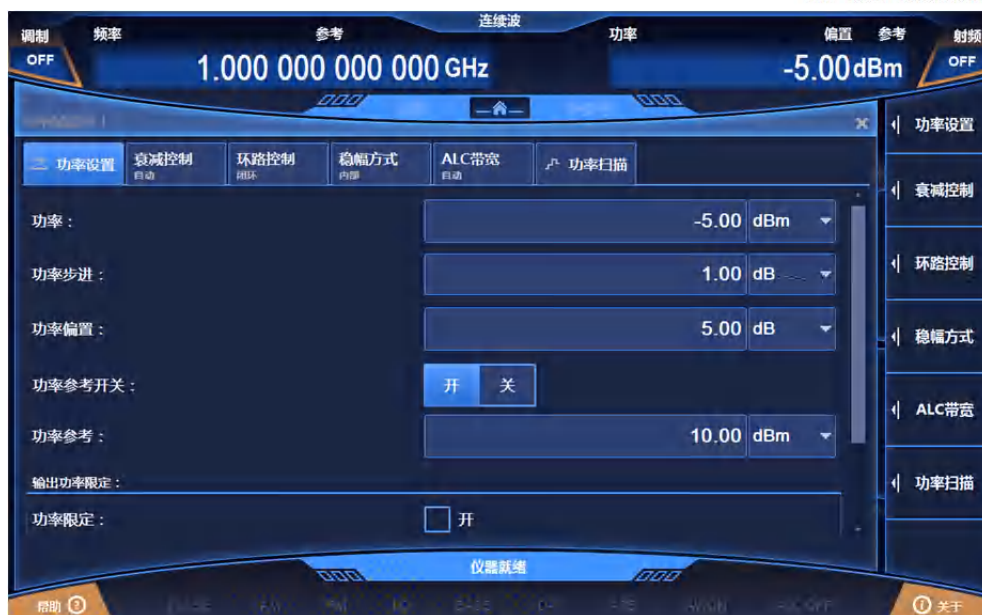 连续波
调制 频率 参考 功率 偏置 参考 射频
OFF 1.000 000 000 000 GHz -5.00 dBm OFF
功率设置 衰减控制 环路控制 稳幅方式 ALC带宽 功率扫描
自动 闭环 内部 自动
功率: -5.00 dBm
功率步进: 1.00 dB
功率偏置: 5.00 dB
功率参考开关: 开 关
功率参考: 10.00 dBm
输出功率限定:
功率限定: 开
功率设置
衰减控制
环路控制
稳幅方式
ALC带宽
功率扫描
仪器就绪
帮助 关于